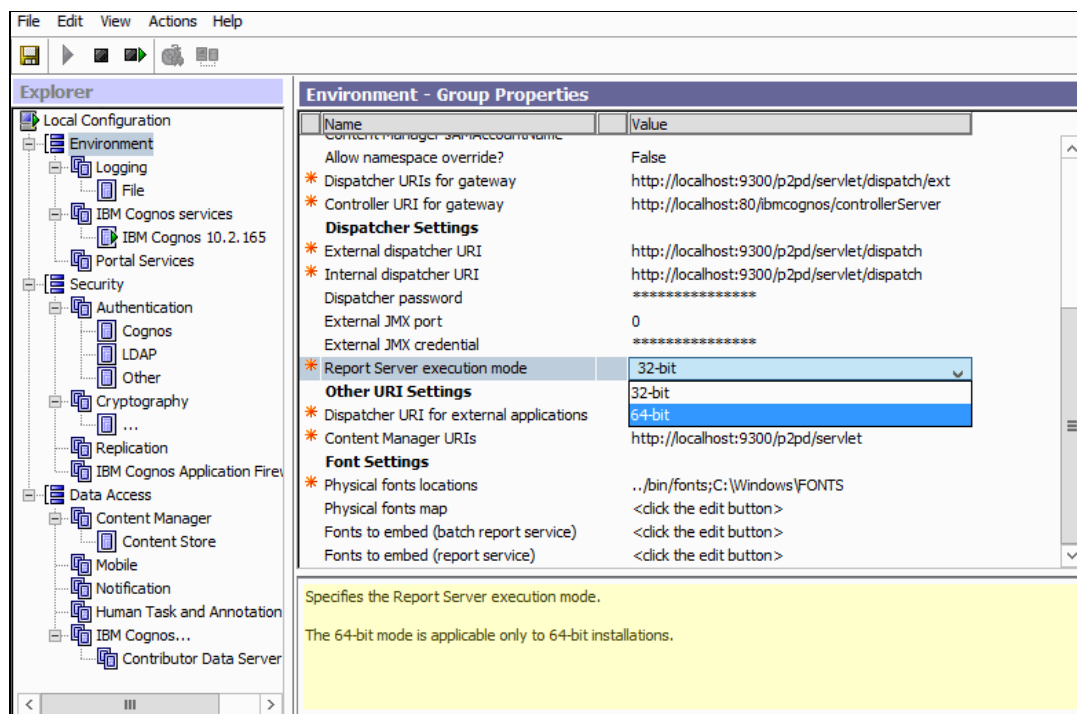 File Edit View Actions Help
Explorer
Local Configuration
Environment
Logging
File
IBM Cognos services
IBM Cognos 10.2.165
Portal Services
Security
Authentication
Cognos
LDAP
Other
Cryptography
...
Replication
IBM Cognos Application Firew
Data Access
Content Manager
Content Store
Mobile
Notification
Human Task and Annotation
IBM Cognos...
Contributor Data Server
Environment - Group Properties
Name Value
Content Manager sAMAccountName
Allow namespace override? False
* Dispatcher URIs for gateway http://localhost:9300/p2pd/servlet/dispatch/ext
* Controller URI for gateway http://localhost:80/ibmcognos/controllerServer
Dispatcher Settings
* External dispatcher URI http://localhost:9300/p2pd/servlet/dispatch
* Internal dispatcher URI http://localhost:9300/p2pd/servlet/dispatch
Dispatcher password ***************
External JMX port 0
External JMX credential ***************
* Report Server execution mode 32-bit
Other URI Settings 32-bit
* Dispatcher URI for external applications 64-bit
* Content Manager URIs http://localhost:9300/p2pd/servlet
Font Settings
* Physical fonts locations ../bin/fonts;C:\Windows\FONTS
Physical fonts map <click the edit button>
Fonts to embed (batch report service) <click the edit button>
Fonts to embed (report service) <click the edit button>
Specifies the Report Server execution mode.
The 64-bit mode is applicable only to 64-bit installations.